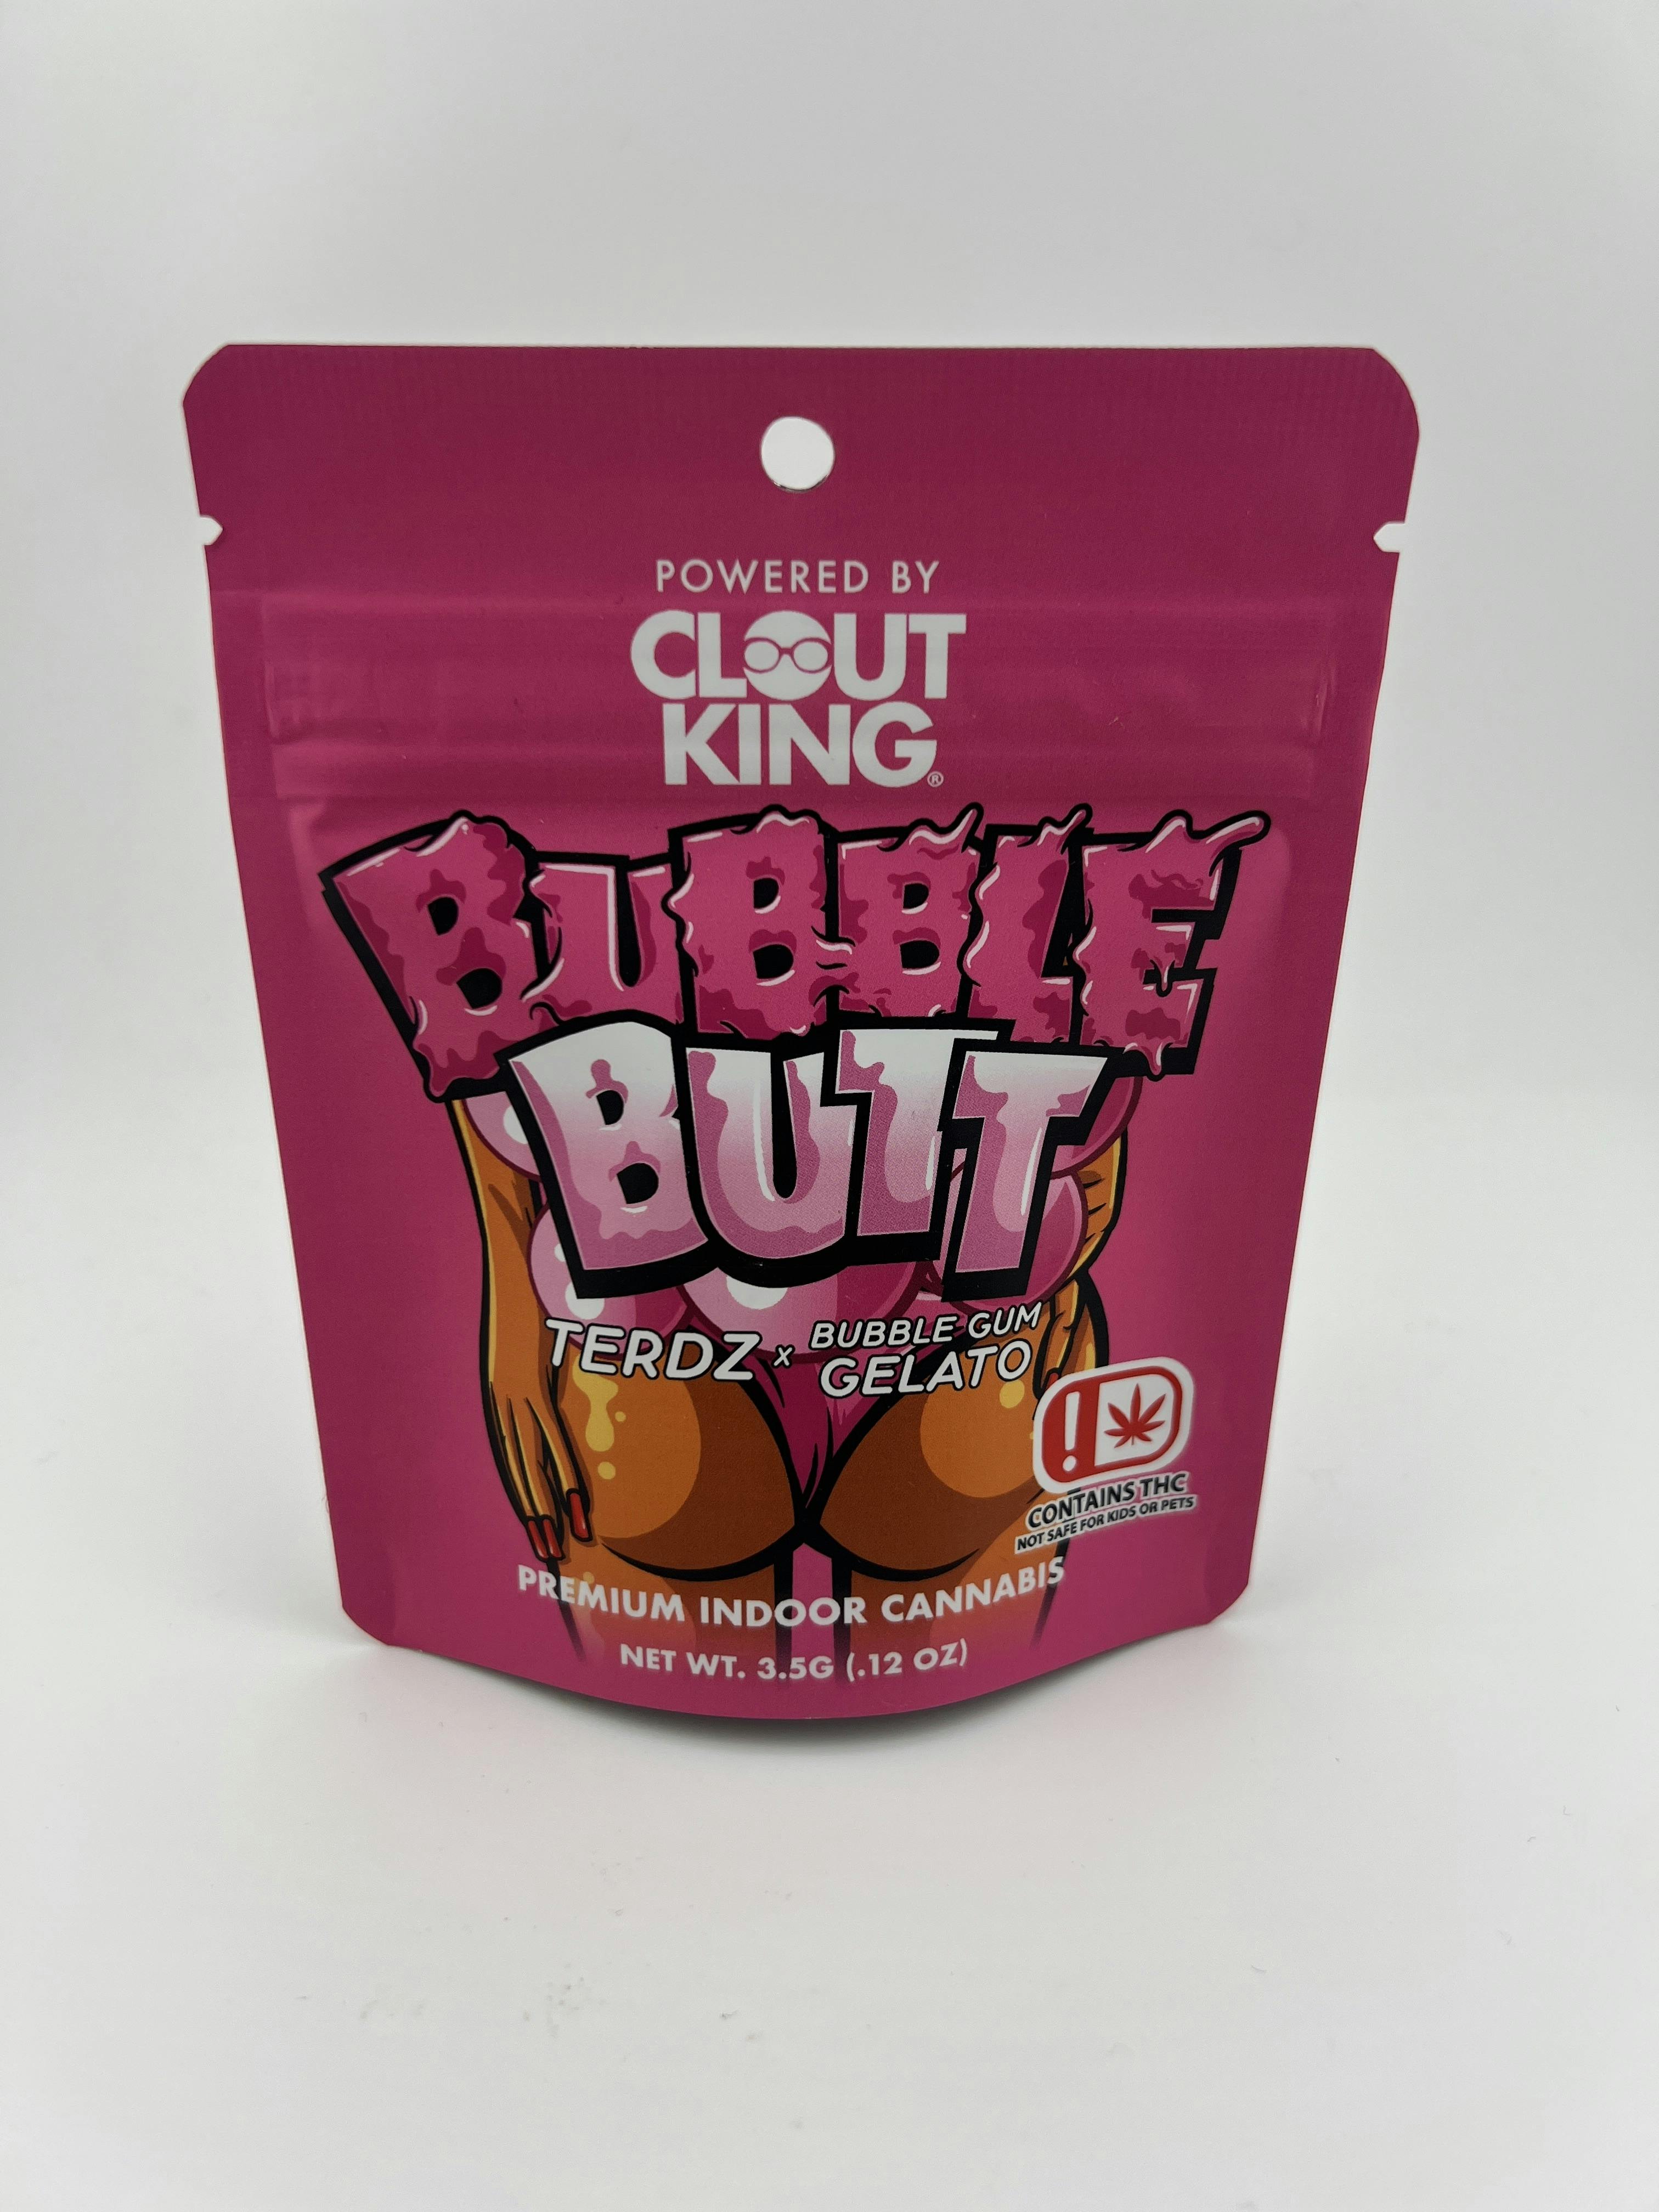 POWERED BY
CLOUT
KING®
BUBBLE
BUTT
TERDZ x BUBBLE GUM
GELATO
CONTAINS THC
NOT SAFE FOR KIDS OR PETS
PREMIUM INDOOR CANNABIS
NET WT. 3.5G (.12 OZ)